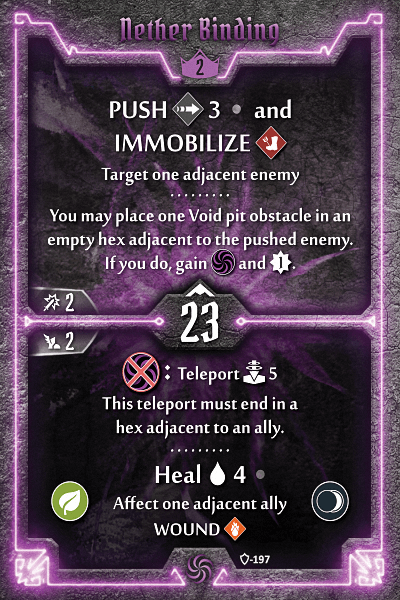 Nether Binding
2
PUSH 3 • and
IMMOBILIZE
Target one adjacent enemy
You may place one Void pit obstacle in an
empty hex adjacent to the pushed enemy.
If you do, gain and 1.
2
23
2
: Teleport 5
This teleport must end in a
hex adjacent to an ally.
Heal 4 •
Affect one adjacent ally
WOUND
-197